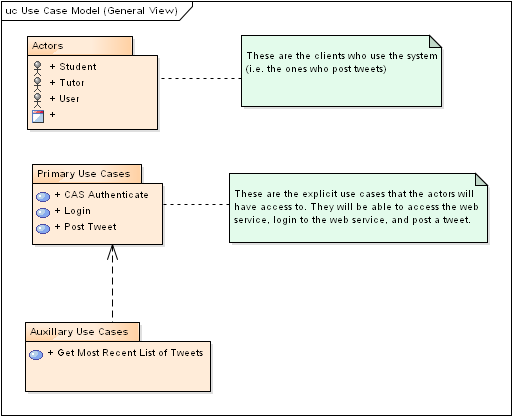 uc Use Case Model (General View)
Actors
+ Student
+ Tutor
+ User
+
These are the clients who use the system
(i.e. the ones who post tweets)
Primary Use Cases
+ CAS Authenticate
+ Login
+ Post Tweet
These are the explicit use cases that the actors will
have access to. They will be able to access the web
service, login to the web service, and post a tweet.
Auxillary Use Cases
+ Get Most Recent List of Tweets